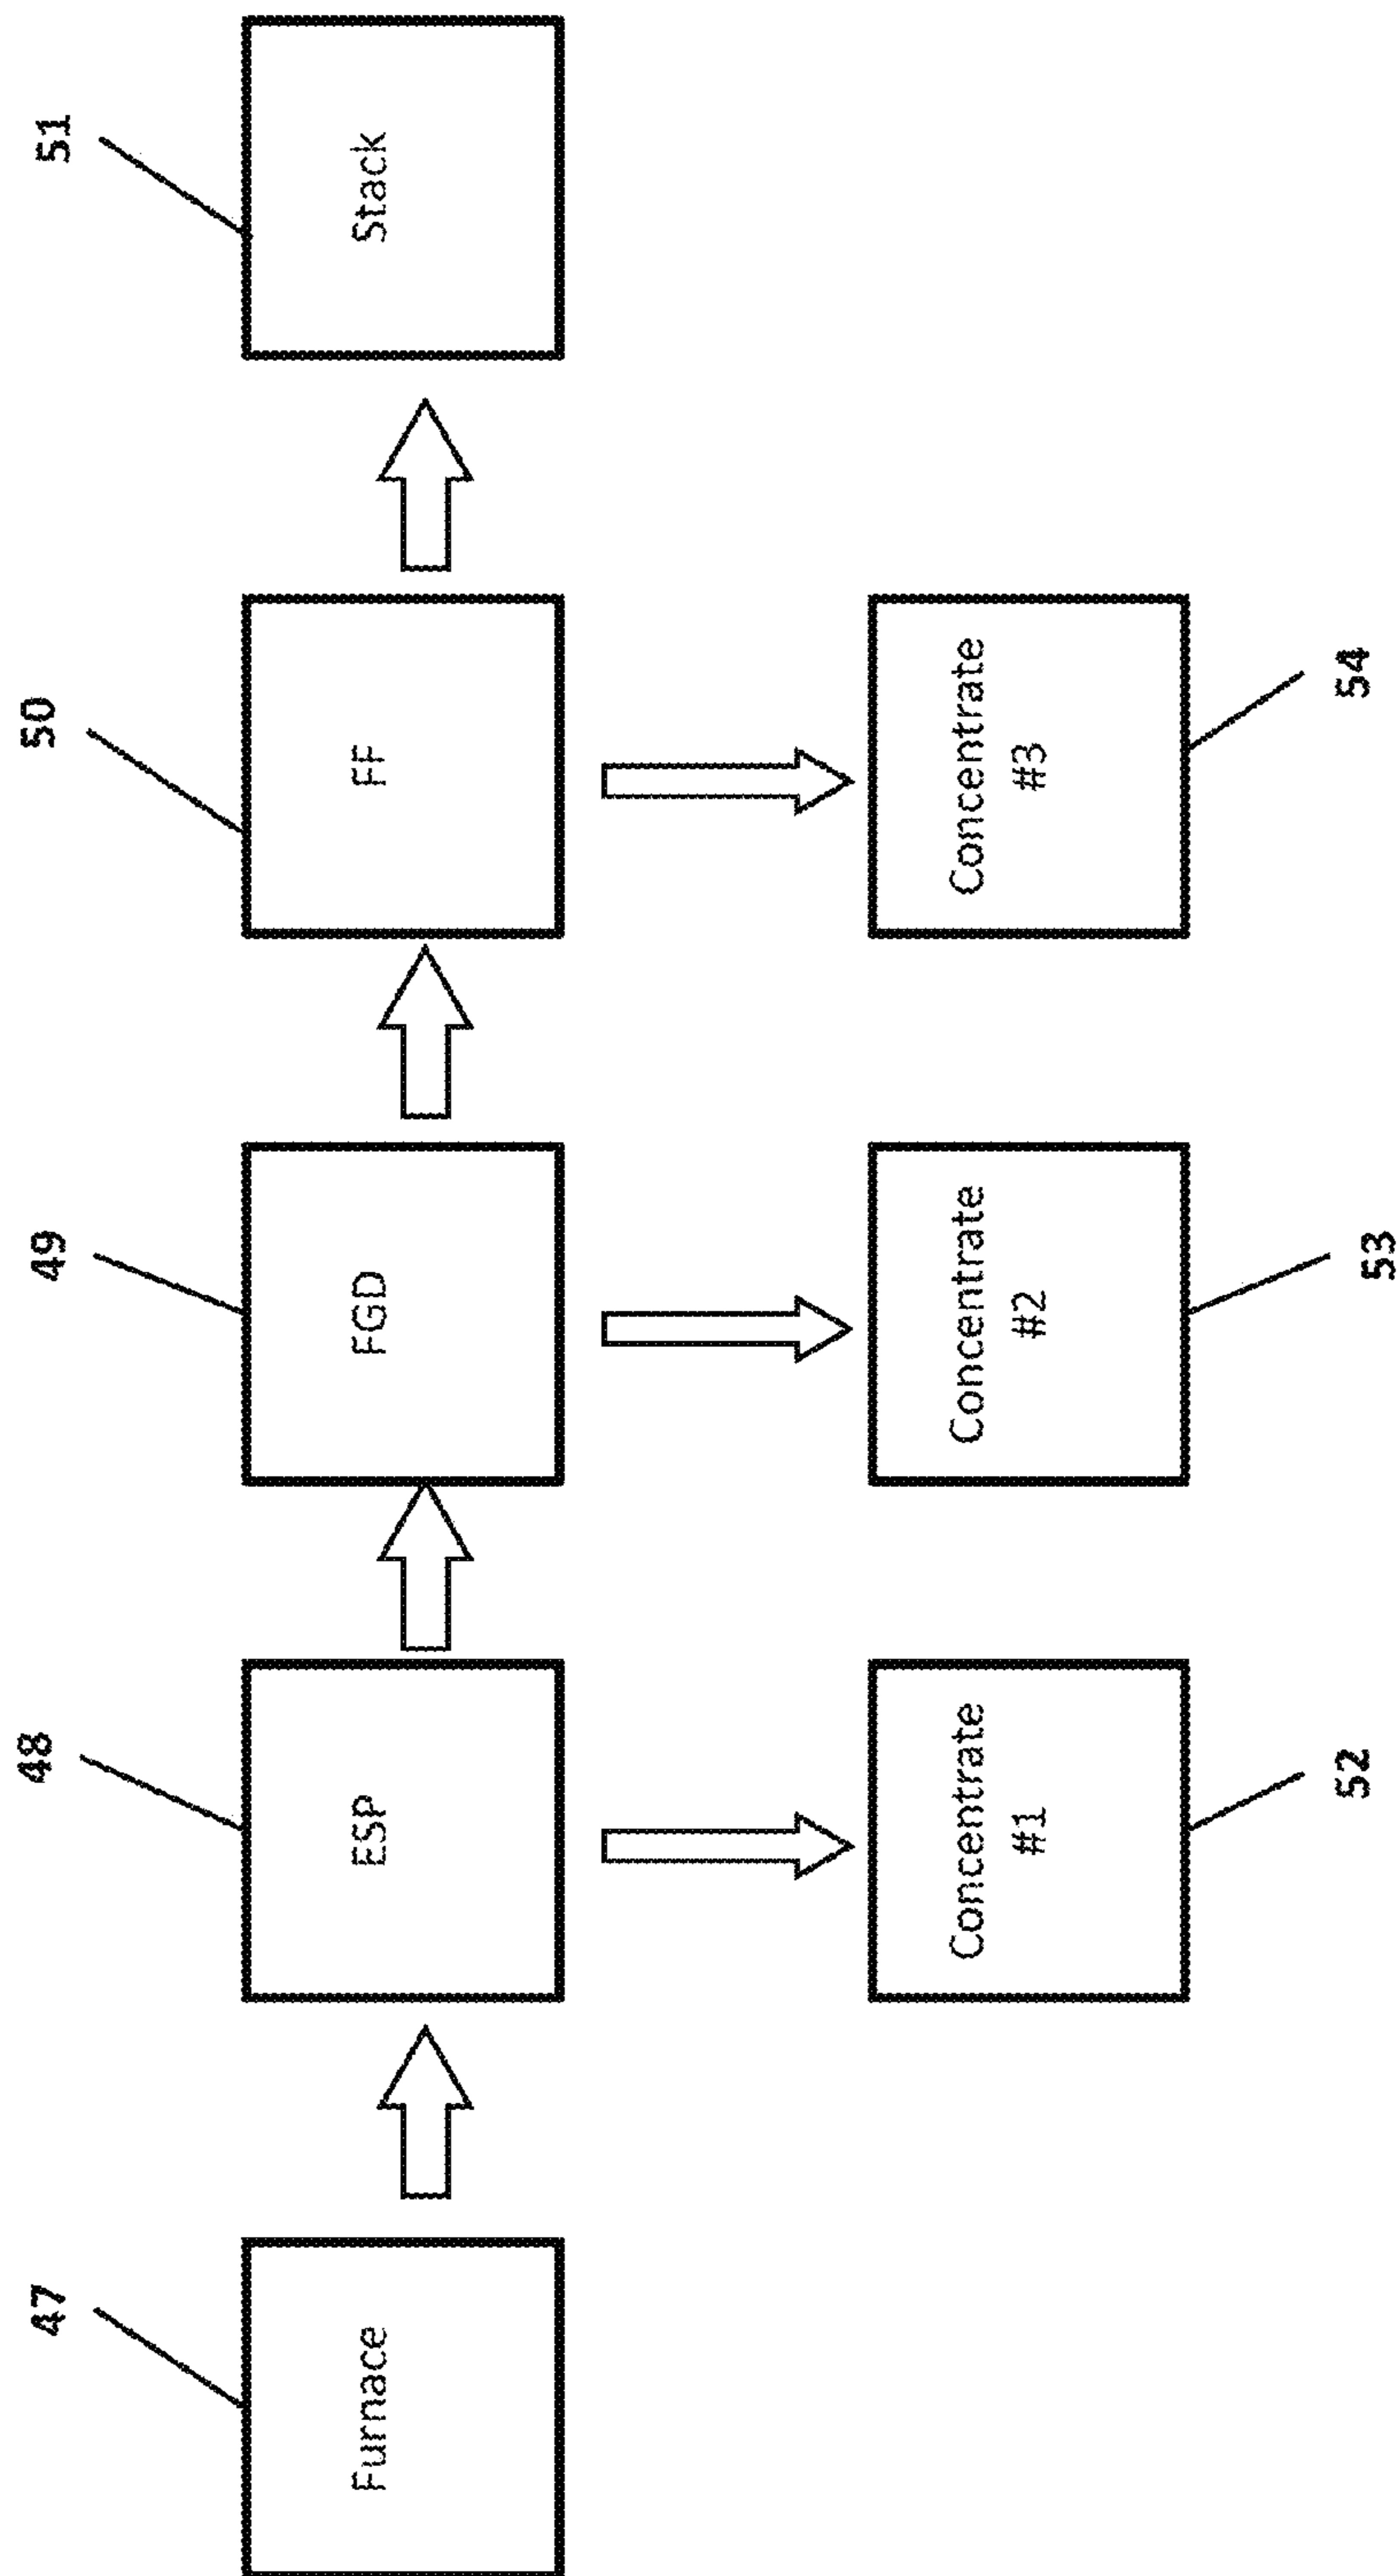 47
48
49
50
51
Furnace
ESP
FGD
FF
Stack
Concentrate
#1
Concentrate
#2
Concentrate
#3
52
53
54